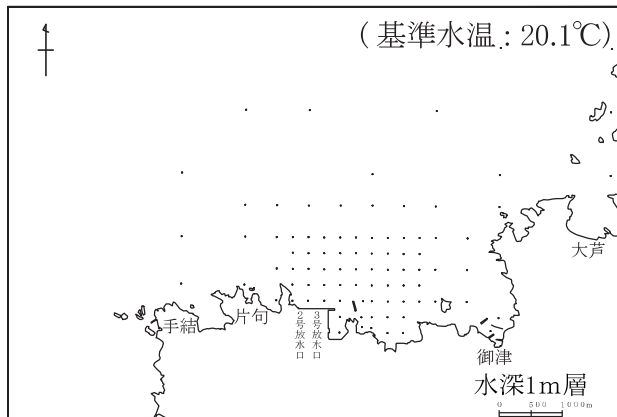 (基準水温：20.1℃)
大芦
手結
片句
2号放水口
3号放水口
御津
水深1m層
0 500 1000m